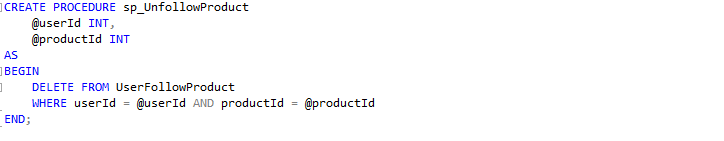 CREATE PROCEDURE sp_UnfollowProduct
    @userId INT,
    @productId INT
AS
BEGIN
    DELETE FROM UserFollowProduct
    WHERE userId = @userId AND productId = @productId
END;